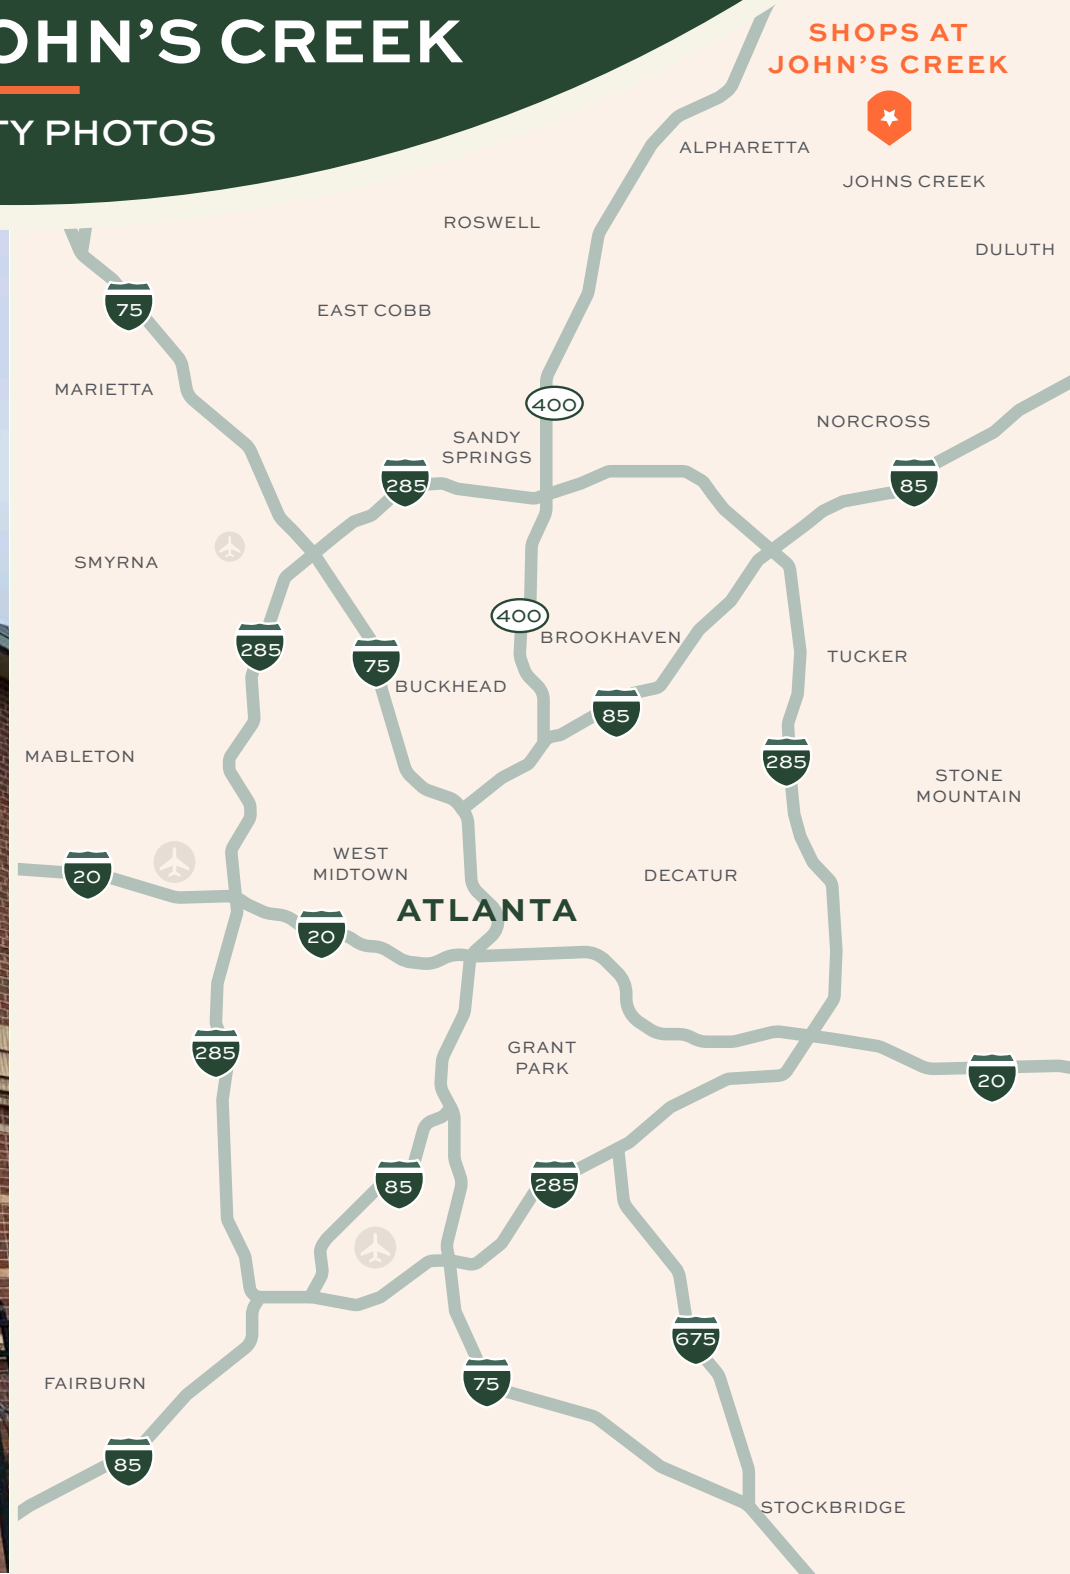 OHN'S CREEK
TY PHOTOS
SHOPS AT
JOHN'S CREEK
ALPHARETTA
JOHNS CREEK
ROSWELL
DULUTH
75
EAST COBB
MARIETTA
400
NORCROSS
SANDY
SPRINGS
285
85
SMYRNA
400
BROOKHAVEN
285
75
TUCKER
BUCKHEAD
85
MABLETON
285
STONE
MOUNTAIN
WEST
MIDTOWN
20
DECATUR
ATLANTA
20
285
GRANT
PARK
20
85
285
675
FAIRBURN
75
85
STOCKBRIDGE